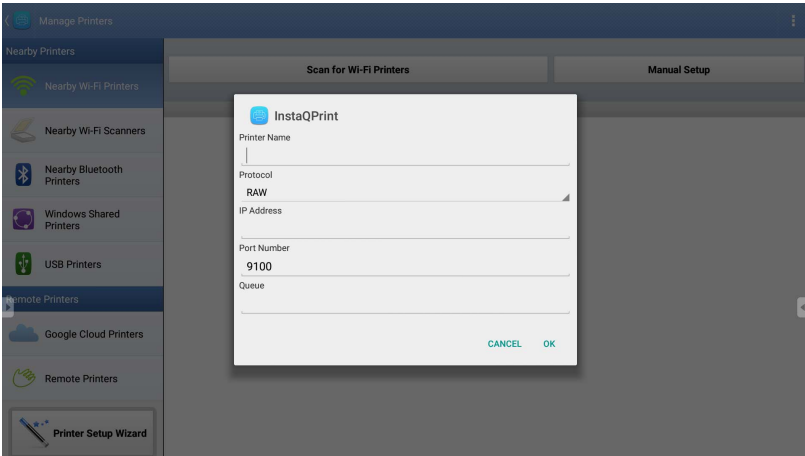 Manage Printers
Nearby Printers
Nearby Wi-Fi Printers
Nearby Wi-Fi Scanners
Nearby Bluetooth
Printers
Windows Shared
Printers
USB Printers
Remote Printers
Google Cloud Printers
Remote Printers
Printer Setup Wizard
Scan for Wi-Fi Printers
Manual Setup
InstaQPrint
Printer Name
Protocol
RAW
IP Address
Port Number
9100
Queue
CANCEL OK